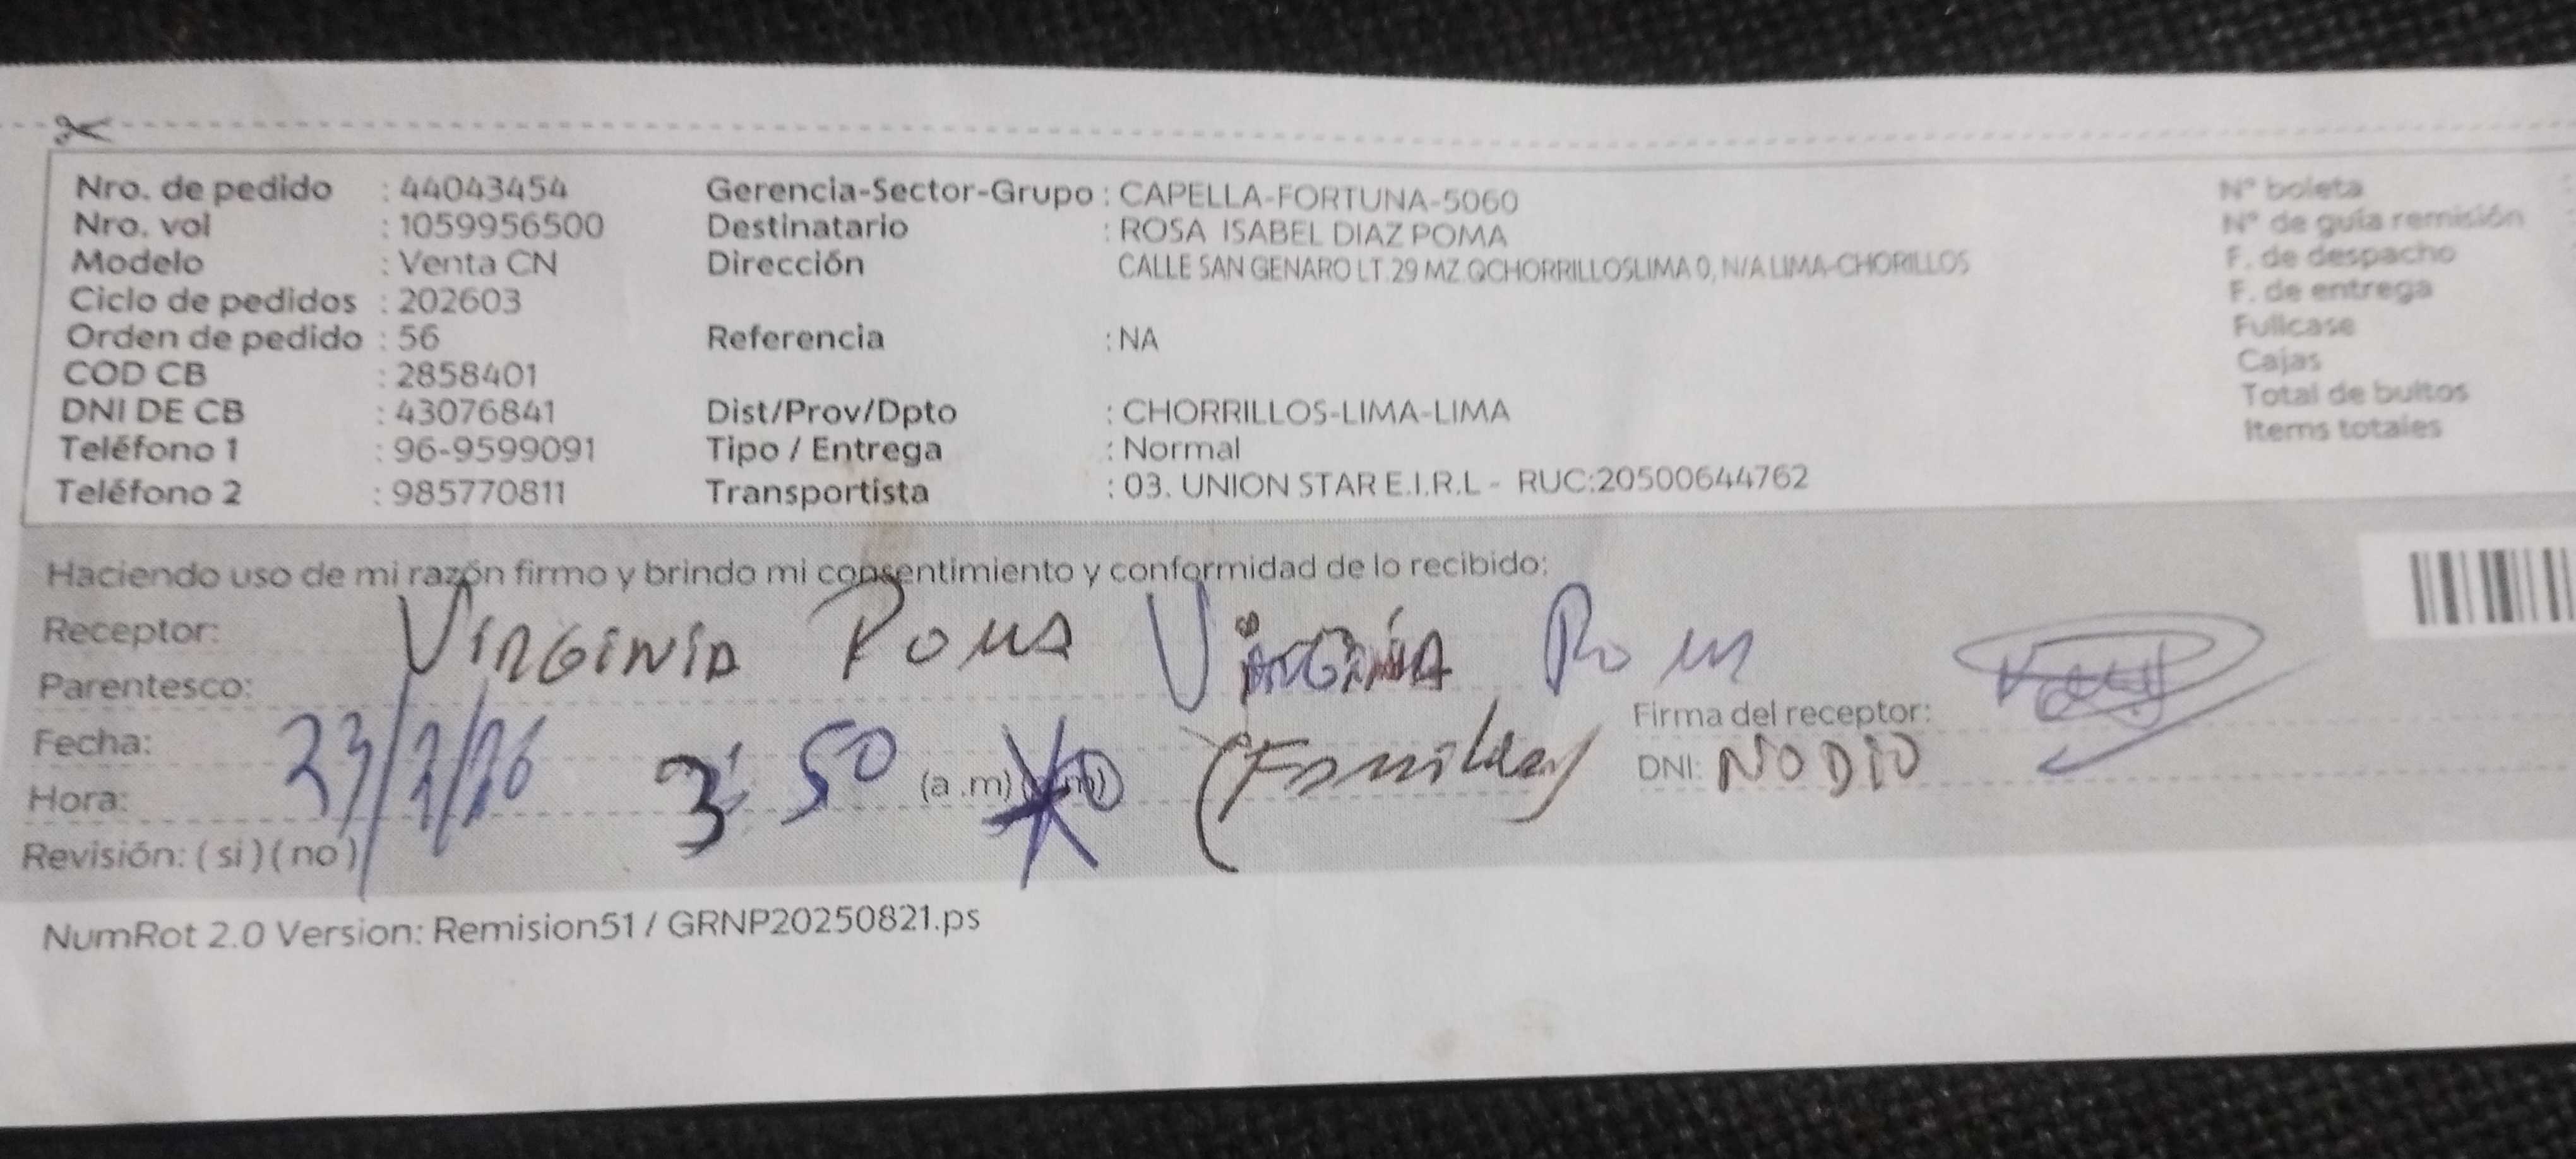 Nro. de pedido : 44043454
Nro. vol : 1059956500
Modelo : Venta CN
Ciclo de pedidos : 202603
Orden de pedido : 56
COD CB : 2858401
DNI DE CB : 43076841
Teléfono 1 : 96-9599091
Teléfono 2 : 985770811
Gerencia-Sector-Grupo : CAPELLA-FORTUNA-5060
Destinatario : ROSA ISABEL DIAZ POMA
Dirección CALLE SAN GENARO LT.29 MZ.QCHORRILLOSLIMA 0, N/A LIMA-CHORILLOS
Referencia : NA
Dist/Prov/Dpto : CHORRILLOS-LIMA-LIMA
Tipo / Entrega : Normal
Transportista : 03. UNION STAR E.I.R.L - RUC:20500644762
N° boleta
N° de guía remisión
F. de despacho
F. de entrega
Fullcase
Cajas
Total de bultos
Items totales
Haciendo uso de mi razón firmo y brindo mi consentimiento y conformidad de lo recibido:
Receptor: VIRGINIA POMA VIRGINIA Pom
Parentesco:
Firma del receptor:
Fecha:
Hora: 3 50 (a .m) (Familiar)
DNI: NO DIO
Revisión: ( si ) ( no )
NumRot 2.0 Version: Remision51 / GRNP20250821.ps